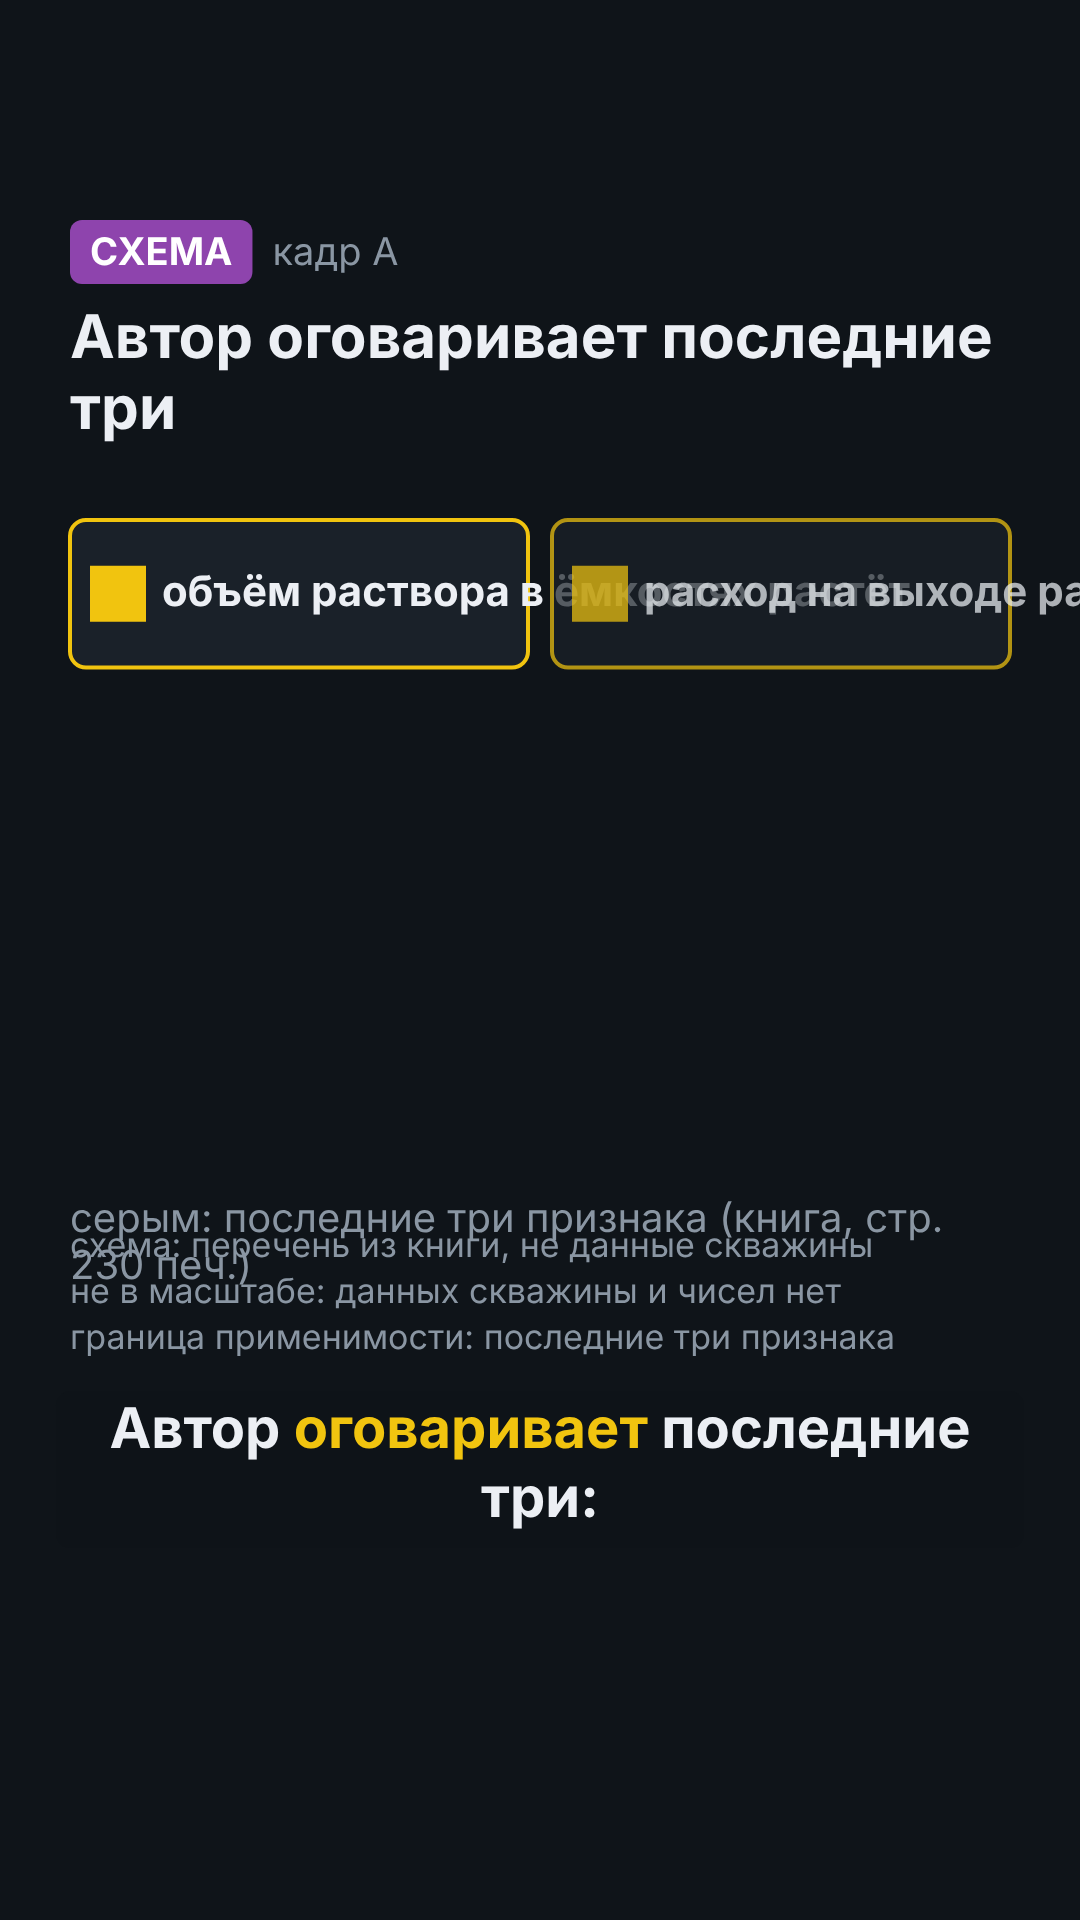 СХЕМА кадр А
Автор оговаривает последние
три
объём раствора в
расход на выходе
серым: последние три признака (книга, стр.
схема: перечень из книги, не данные скважины
230 печ.)
не в масштабе: данных скважины и чисел нет
граница применимости: последние три признака
Автор оговаривает последние
три: